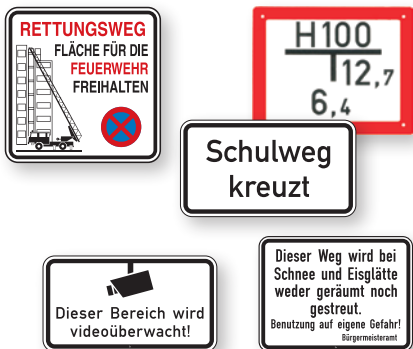 RETTUNGSWEG
FLÄCHE FÜR DIE
FEUERWEHR
FREIHALTEN
H100
12,7
6,4
Schulweg
kreuzt
Dieser Bereich wird
videoüberwacht!
Dieser Weg wird bei
Schnee und Eisglätte
weder geräumt noch
gestreut.
Benutzung auf eigene Gefahr!
Bürgermeisteramt